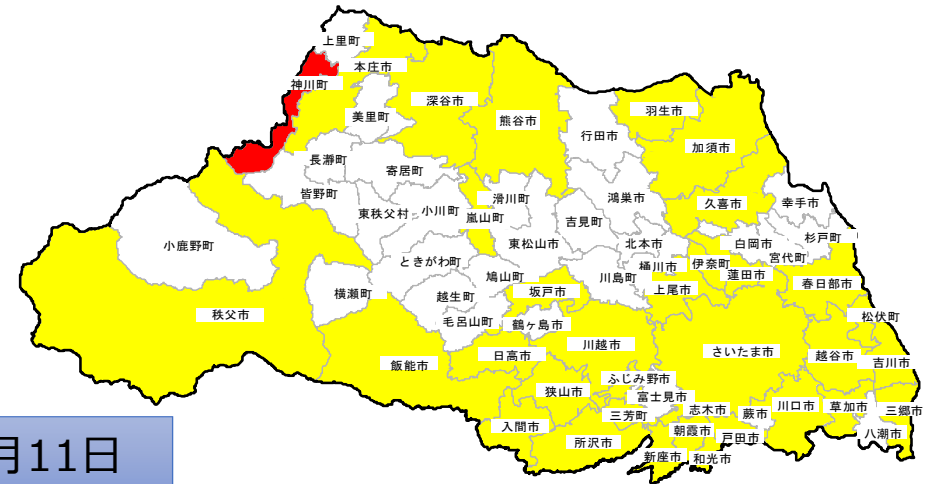 上里町
本庄市
神川町
深谷市
美里町
熊谷市
羽生市
行田市
加須市
長瀞町
寄居町
皆野町
滑川町
鴻巣市
久喜市
幸手市
東秩父村
小川町
嵐山町
吉見町
小鹿野町
東松山市
北本市
白岡市
杉戸町
ときがわ町
宮代町
鳩山町
川島町
桶川市
伊奈町
蓮田市
横瀬町
越生町
坂戸市
上尾市
春日部市
秩父市
毛呂山町
鶴ヶ島市
松伏町
日高市
川越市
さいたま市
越谷市
飯能市
吉川市
ふじみ野市
狭山市
富士見市
三芳町
志木市
蕨市
川口市
草加市
三郷市
入間市
朝霞市
戸田市
八潮市
所沢市
新座市
和光市
月11日